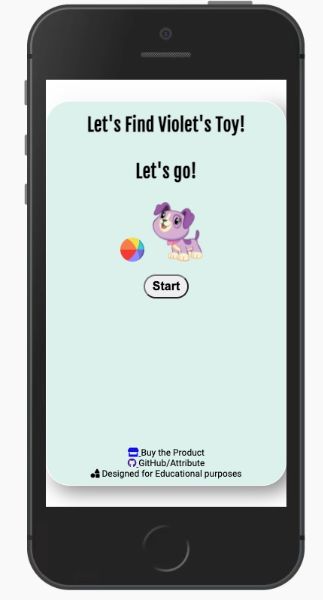 Let's Find Violet's Toy!
Let's go!
Start
Buy the Product
GitHub/Attribute
Designed for Educational purposes